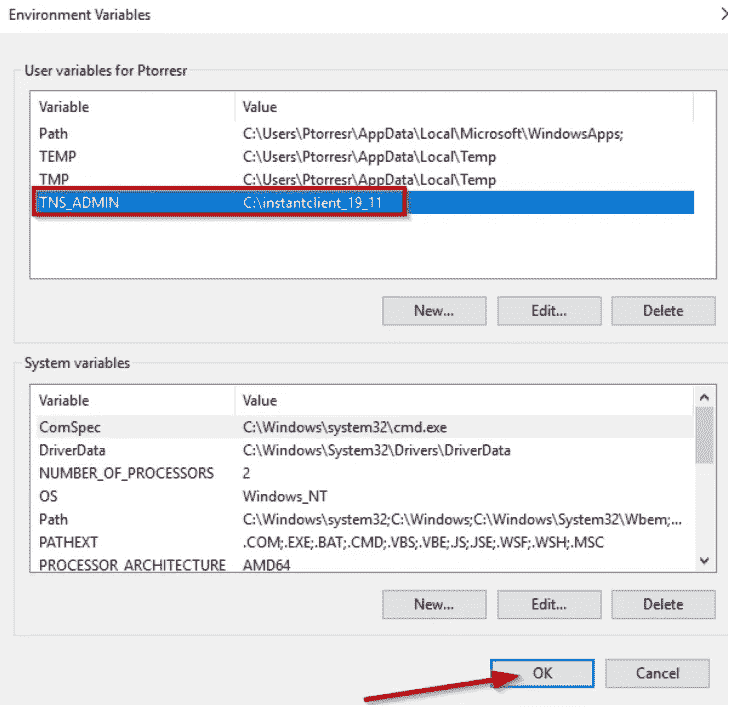 Environment Variables
User variables for Ptorresr
Variable Value
Path C:\Users\Ptorresr\AppData\Local\Microsoft\WindowsApps;
TEMP C:\Users\Ptorresr\AppData\Local\Temp
TMP C:\Users\Ptorresr\AppData\Local\Temp
TNS_ADMIN C:\instantclient_19_11
New... Edit... Delete
System variables
Variable Value
ComSpec C:\Windows\system32\cmd.exe
DriverData C:\Windows\System32\Drivers\DriverData
NUMBER_OF_PROCESSORS 2
OS Windows_NT
Path C:\Windows\system32;C:\Windows;C:\Windows\System32\Wbem;...
PATHEXT .COM;.EXE;.BAT;.CMD;.VBS;.VBE;.JS;.JSE;.WSF;.WSH;.MSC
PROCESSOR_ARCHITECTURE AMD64
New... Edit... Delete
OK Cancel